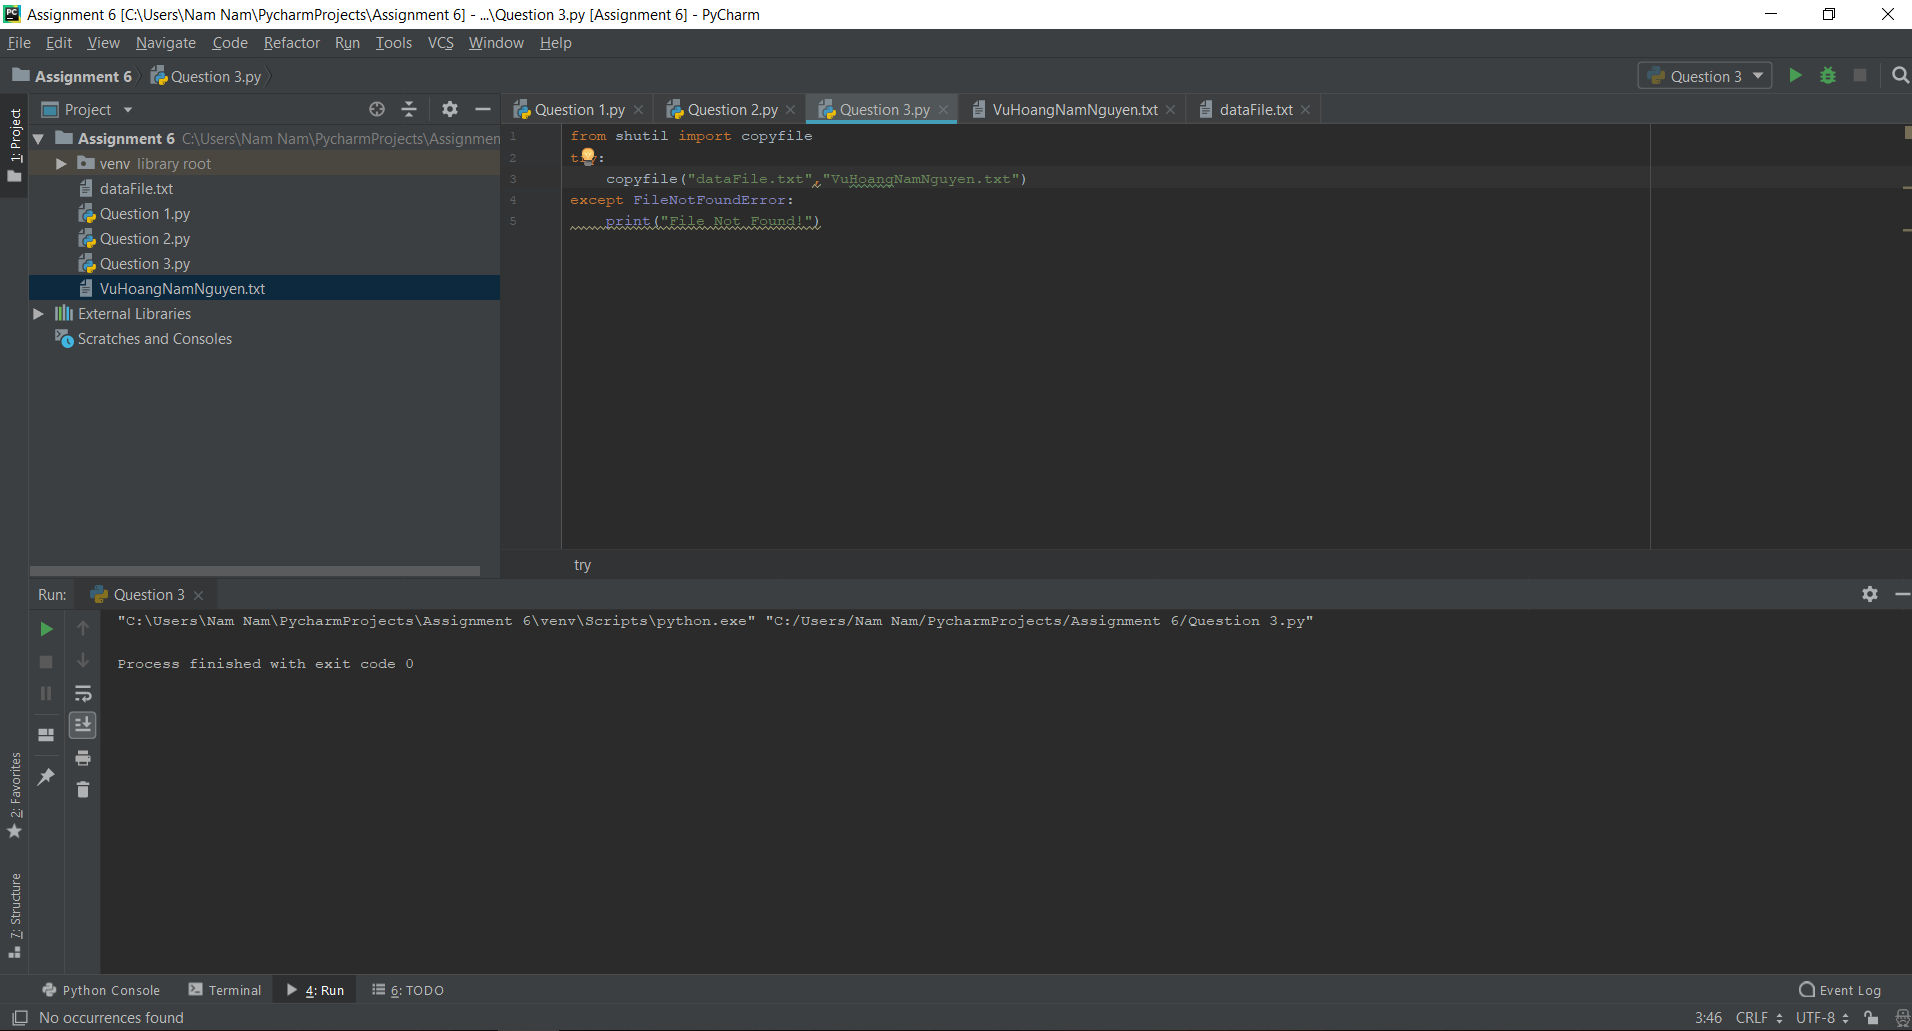 Assignment 6 [C:\Users\Nam Nam\PycharmProjects\Assignment 6] - ...\Question 3.py [Assignment 6] - PyCharm
File Edit View Navigate Code Refactor Run Tools VCS Window Help
Assignment 6 Question 3.py
Question 3
1: Project
Project
Question 1.py Question 2.py Question 3.py VuHoangNamNguyen.txt dataFile.txt
Assignment 6 C:\Users\Nam Nam\PycharmProjects\Assignmen
venv library root
dataFile.txt
Question 1.py
Question 2.py
Question 3.py
VuHoangNamNguyen.txt
External Libraries
Scratches and Consoles
1 from shutil import copyfile
2 try:
3 copyfile("dataFile.txt","VuHoangNamNguyen.txt")
4 except FileNotFoundError:
5 print("File Not Found!")
try
Run: Question 3
"C:\Users\Nam Nam\PycharmProjects\Assignment 6\venv\Scripts\python.exe" "C:/Users/Nam Nam/PycharmProjects/Assignment 6/Question 3.py"
Process finished with exit code 0
2: Favorites
7: Structure
Python Console Terminal 4: Run 6: TODO Event Log
No occurrences found 3:46 CRLF UTF-8